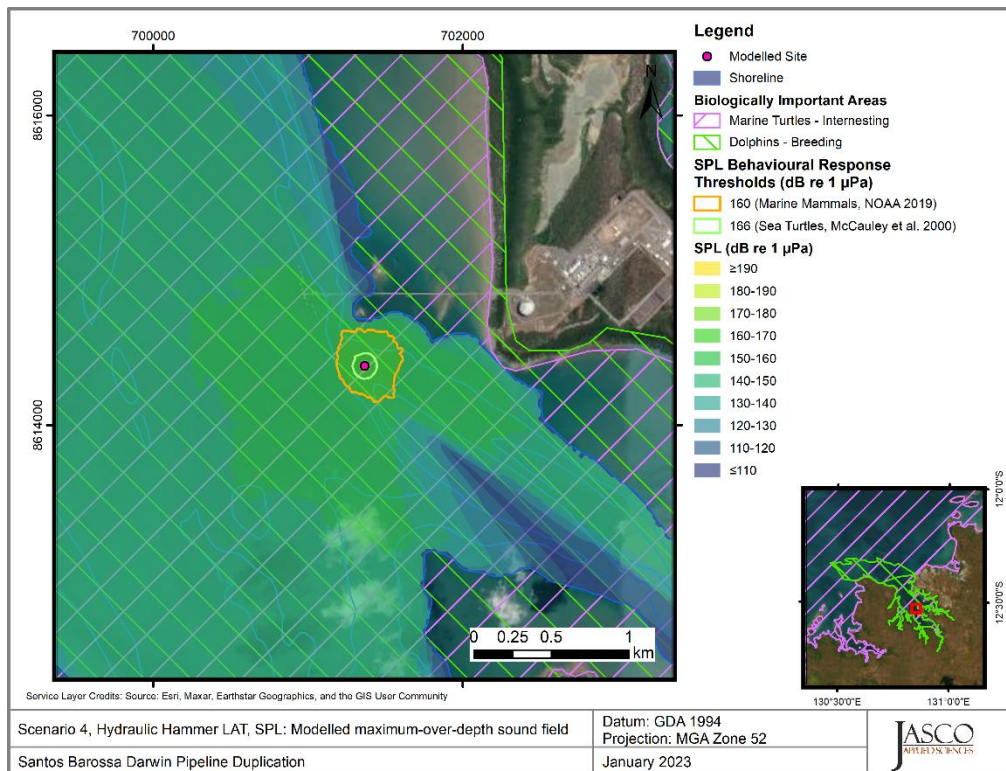 700000
702000
8616000
8614000
Legend
Modelled Site
Shoreline
Biologically Important Areas
Marine Turtles - Internesting
Dolphins - Breeding
SPL Behavioural Response
Thresholds (dB re 1 µPa)
160 (Marine Mammals, NOAA 2019)
166 (Sea Turtles, McCauley et al. 2000)
SPL (dB re 1 µPa)
≥190
180-190
170-180
160-170
150-160
140-150
130-140
120-130
110-120
≤110
N
0 0.25 0.5 1
km
12°0'0"S
12°30'0"S
130°30'0"E 131°0'0"E
Service Layer Credits: Source: Esri, Maxar, Earthstar Geographics, and the GIS User Community
Scenario 4, Hydraulic Hammer LAT, SPL: Modelled maximum-over-depth sound field
Datum: GDA 1994
Projection: MGA Zone 52
Santos Barossa Darwin Pipeline Duplication
January 2023
JASCO
APPLIED SCIENCES